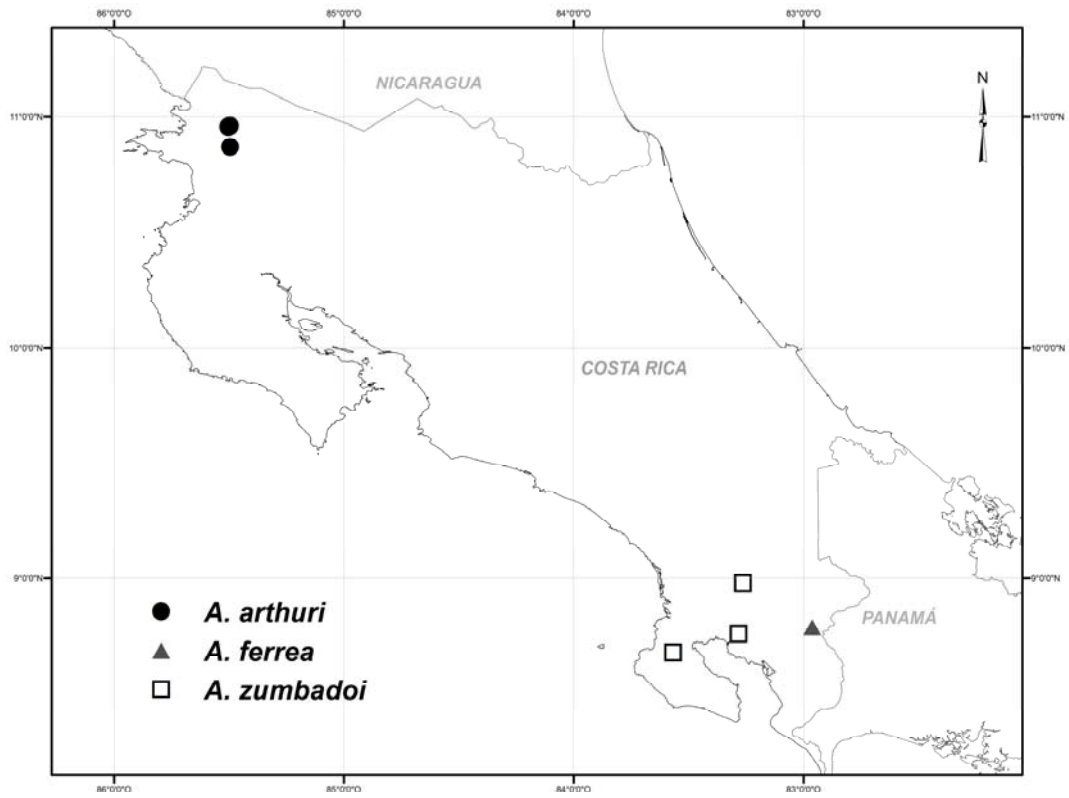 86°0'0"O 85°0'0"O 84°0'0"O 83°0'0"O
NICARAGUA
N
11°0'0"N 11°0'0"N
10°0'0"N 10°0'0"N
COSTA RICA
9°0'0"N 9°0'0"N
A. arthuri
PANAMÁ
A. ferrea
A. zumbadoi
86°0'0"O 85°0'0"O 84°0'0"O 83°0'0"O